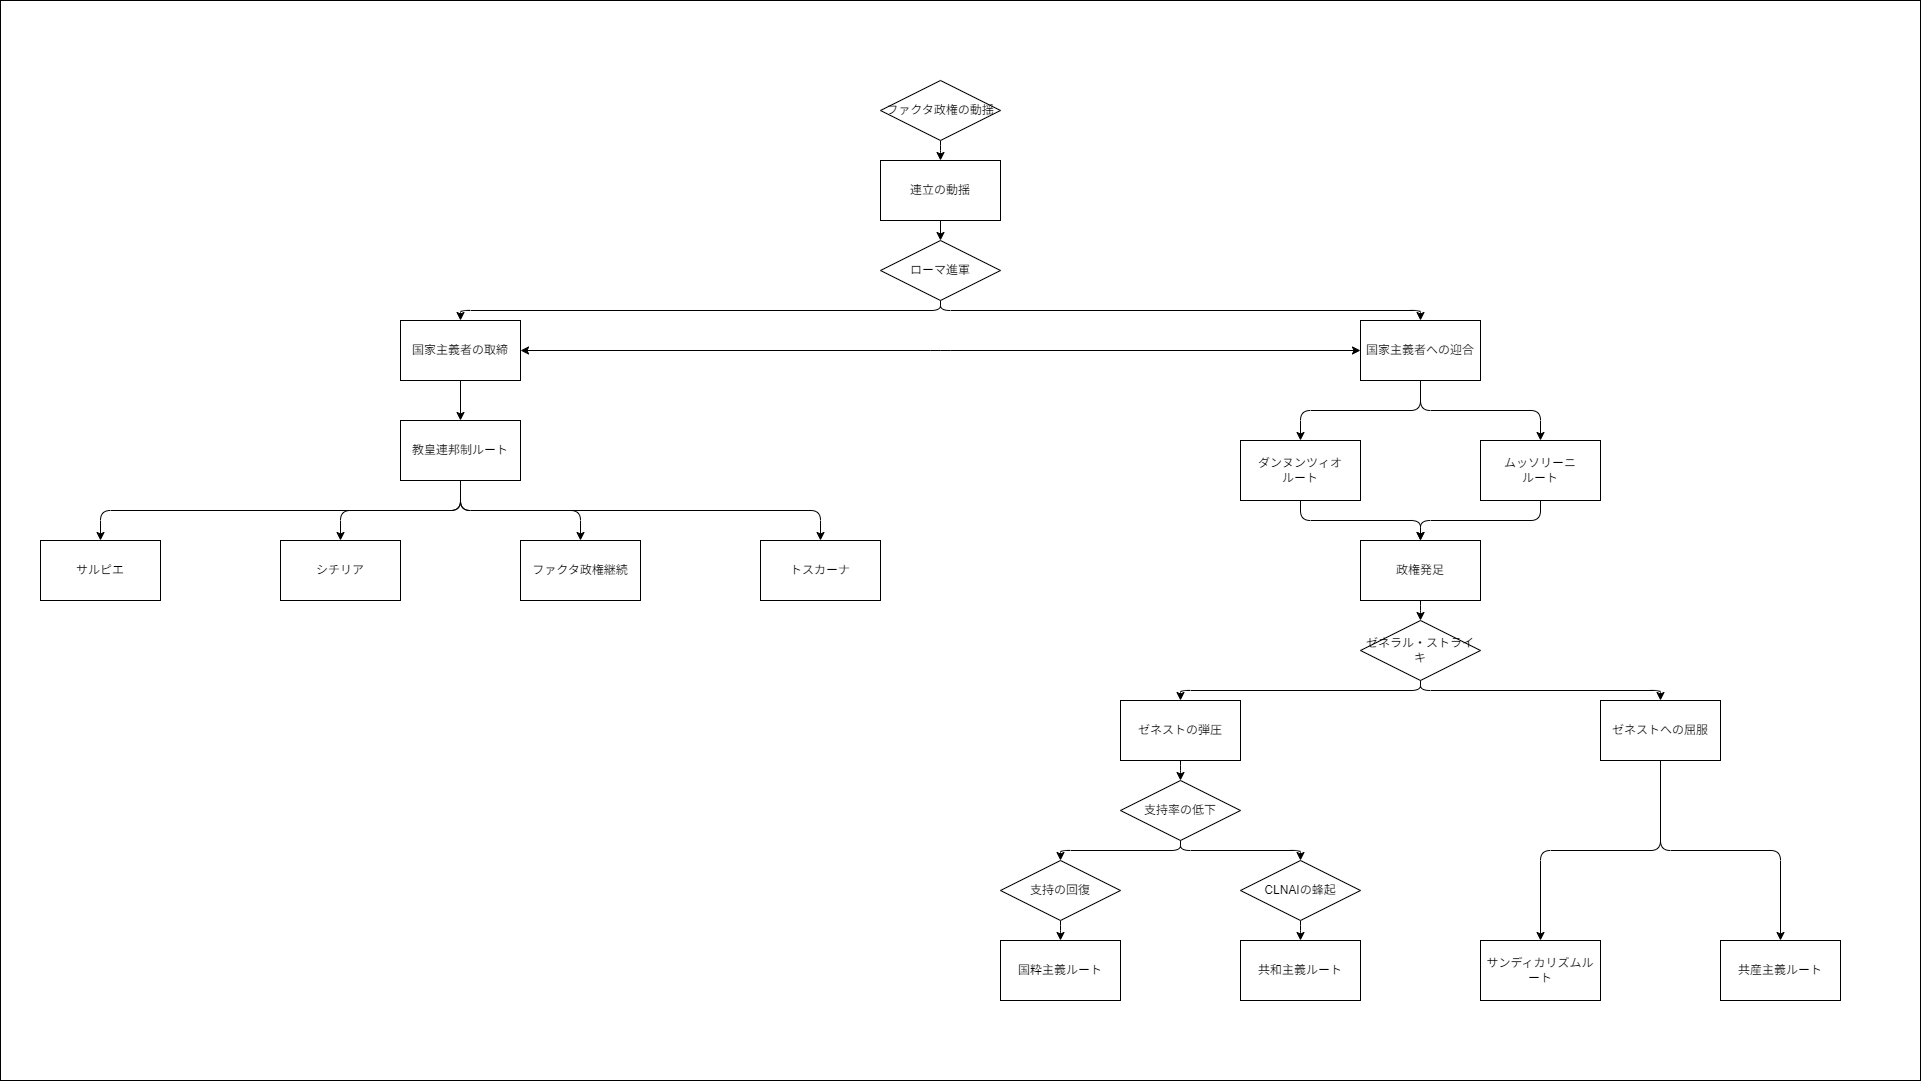 ファクタ政権の動揺
連立の動揺
ローマ進軍
国家主義者の取締
国家主義者への迎合
教皇連邦制ルート
ダンヌンツィオ
ルート
ムッソリーニ
ルート
サルピエ
シチリア
ファクタ政権継続
トスカーナ
政権発足
ゼネラル・ストライ
キ
ゼネストの弾圧
ゼネストへの屈服
支持率の低下
支持の回復
CLNAIの蜂起
国粋主義ルート
共和主義ルート
サンディカリズムル
ート
共産主義ルート